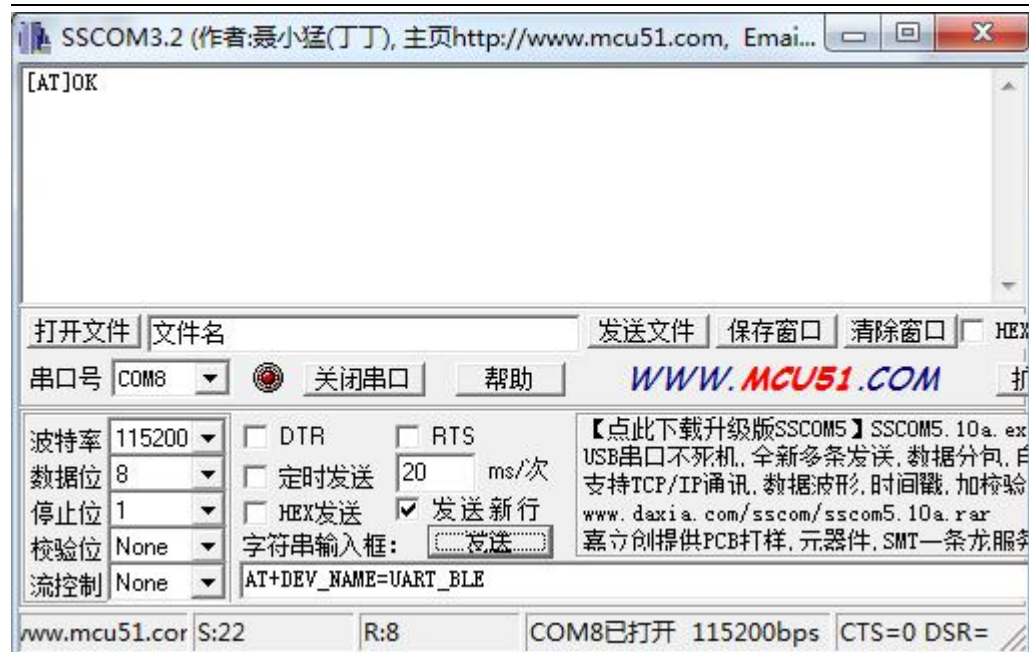 SSCOM3.2 (作者:聂小猛(丁丁), 主页http://www.mcu51.com, Emai...
[AT]OK
打开文件 文件名 发送文件 保存窗口 清除窗口 HEX
串口号 COM8 关闭串口 帮助 WWW.MCU51.COM 扩
波特率 115200 DTR RTS
数据位 8 定时发送 20 ms/次
停止位 1 HEX发送 发送新行
校验位 None 字符串输入框: 发送
流控制 None AT+DEV_NAME=UART_BLE
【点此下载升级版SSCOM5】SSCOM5.10a.ex
USB串口不死机,全新多条发送,数据分包,自
支持TCP/IP通讯,数据波形,时间戳,加校验
www.daxia.com/sscom/sscom5.10a.rar
嘉立创提供PCB打样,元器件,SMT一条龙服务
www.mcu51.cor S:22 R:8 COM8已打开 115200bps CTS=0 DSR=